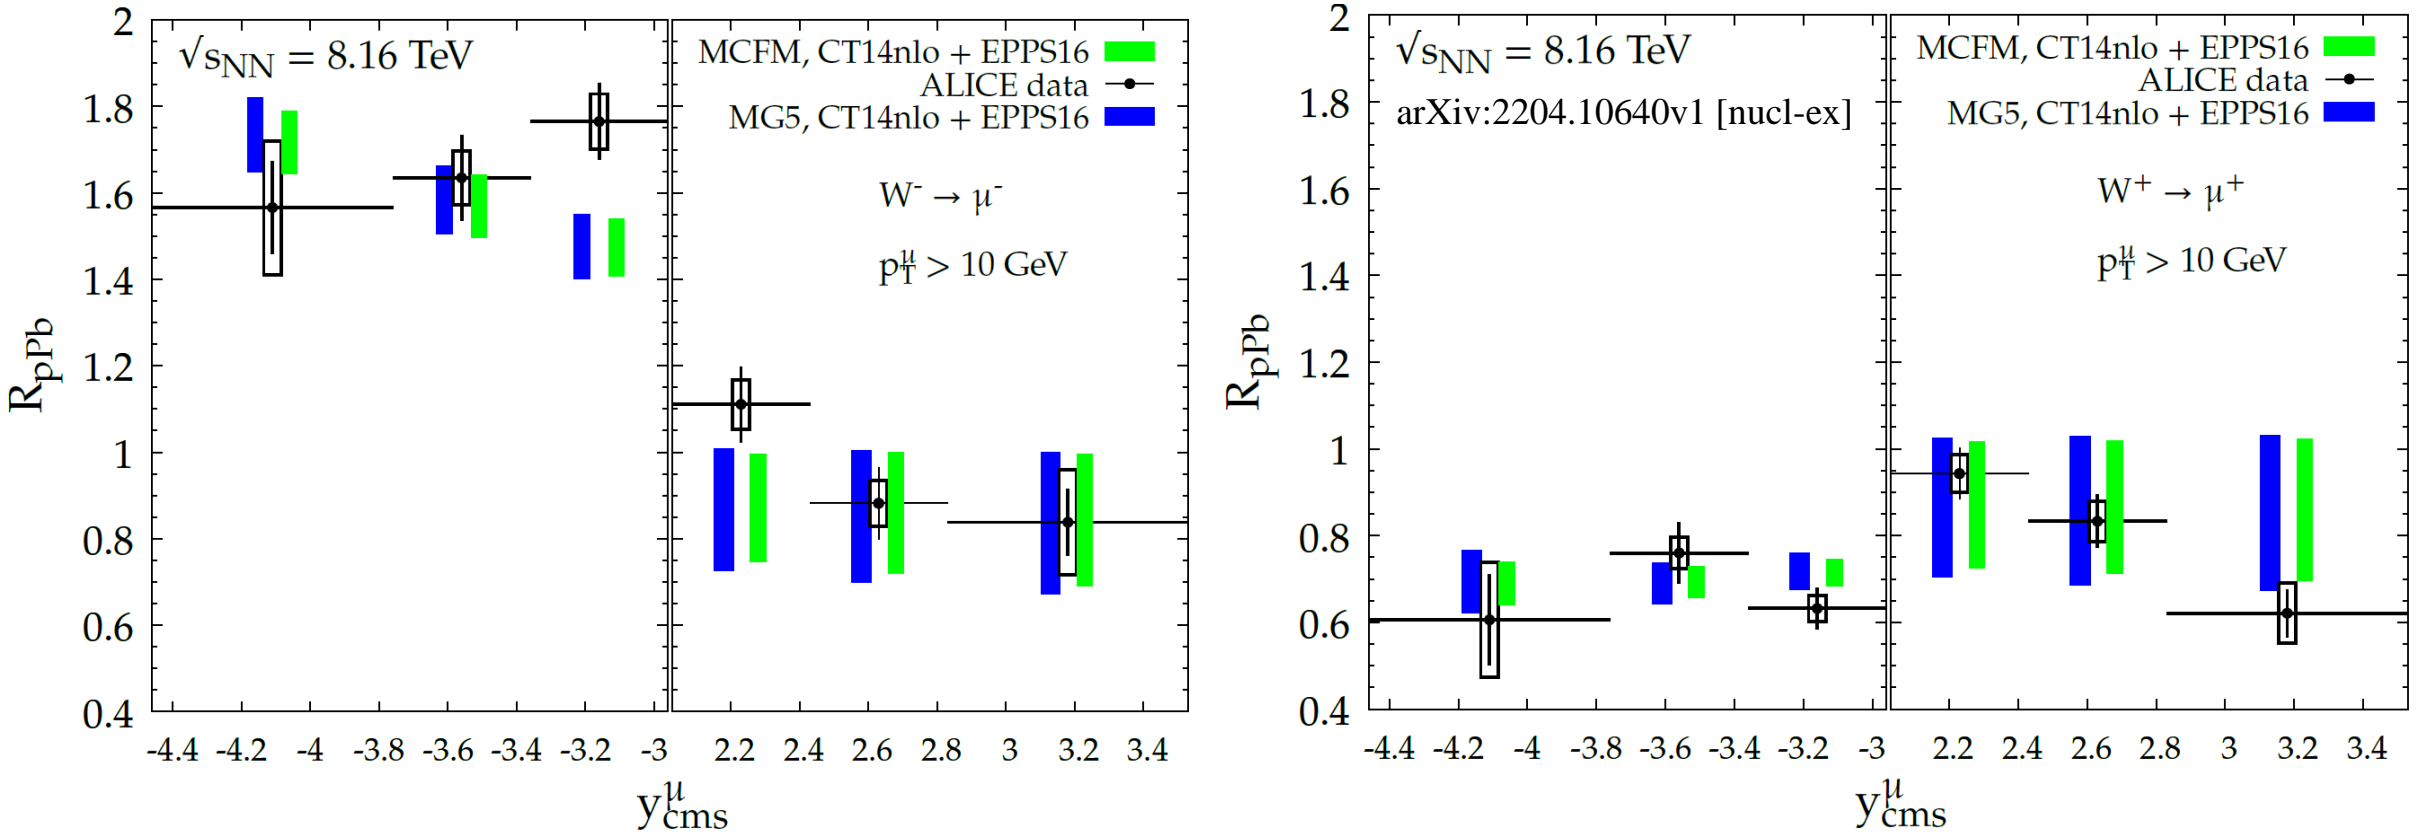 √sNN = 8.16 TeV
MCFM, CT14nlo + EPPS16
ALICE data
MG5, CT14nlo + EPPS16
W- → μ-
pTμ > 10 GeV
RpPb
2
1.8
1.6
1.4
1.2
1
0.8
0.6
0.4
-4.4 -4.2 -4 -3.8 -3.6 -3.4 -3.2 -3 2.2 2.4 2.6 2.8 3 3.2 3.4
yμcms
√sNN = 8.16 TeV
arXiv:2204.10640v1 [nucl-ex]
MCFM, CT14nlo + EPPS16
ALICE data
MG5, CT14nlo + EPPS16
W+ → μ+
pTμ > 10 GeV
RpPb
2
1.8
1.6
1.4
1.2
1
0.8
0.6
0.4
-4.4 -4.2 -4 -3.8 -3.6 -3.4 -3.2 -3 2.2 2.4 2.6 2.8 3 3.2 3.4
yμcms